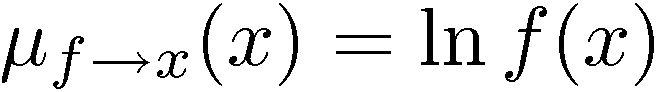 μ_{f→x}(x) = ln f(x)